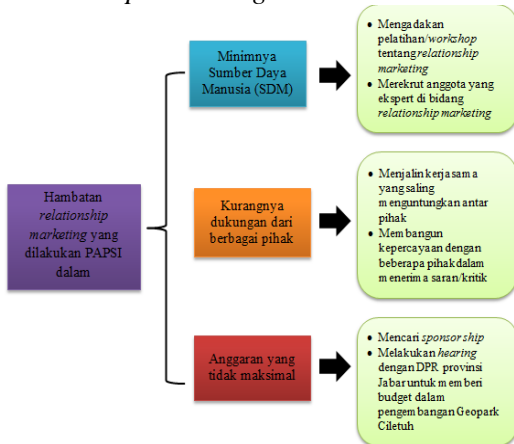 Hambatan
relationship
marketing yang
dilakukan PAPSI
dalam
Minimnya
Sumber Daya
Manusia (SDM)
• Mengadakan
pelatihan/workshop
tentang relationship
marketing
• Merekrut anggota yang
ekspert di bidang
relationship marketing
Kurangnya
dukungan dari
berbagai pihak
• Menjalin kerjasama
yang saling
menguntungkan antar
pihak
• Membangun
kepercayaan dengan
beberapa pihak dalam
menerima saran/kritik
Anggaran yang
tidak maksimal
• Mencari sponsorship
• Melakukan hearing
dengan DPR provinsi
Jabar untuk memberi
budget dalam
pengembangan Geopark
Ciletuh